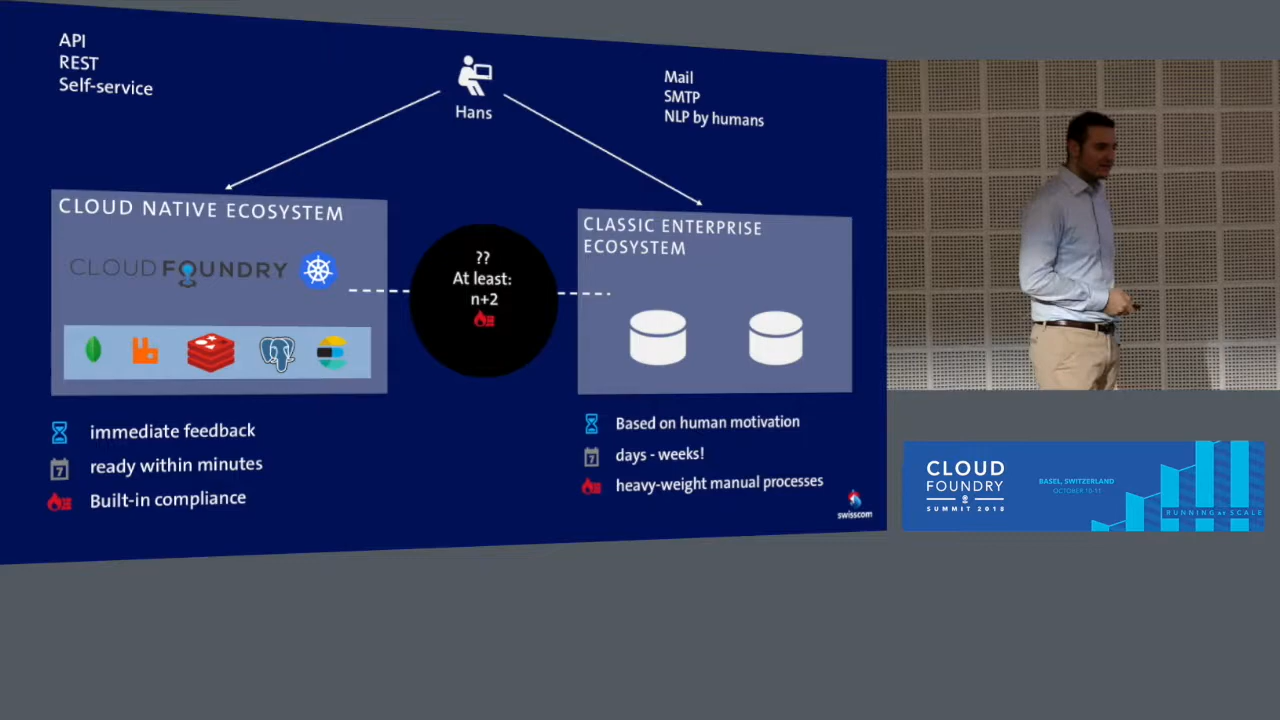 API
REST
Self-service
Hans
Mail
SMTP
NLP by humans
CLOUD NATIVE ECOSYSTEM
CLOUD FOUNDRY
??
At least:
n+2
CLASSIC ENTERPRISE
ECOSYSTEM
7
immediate feedback
ready within minutes
Built-in compliance
7
Based on human motivation
days - weeks!
heavy-weight manual processes
swisscom
CLOUD
FOUNDRY
SUMMIT 2018
BASEL, SWITZERLAND
OCTOBER 10-11
RUNNING at SCALE